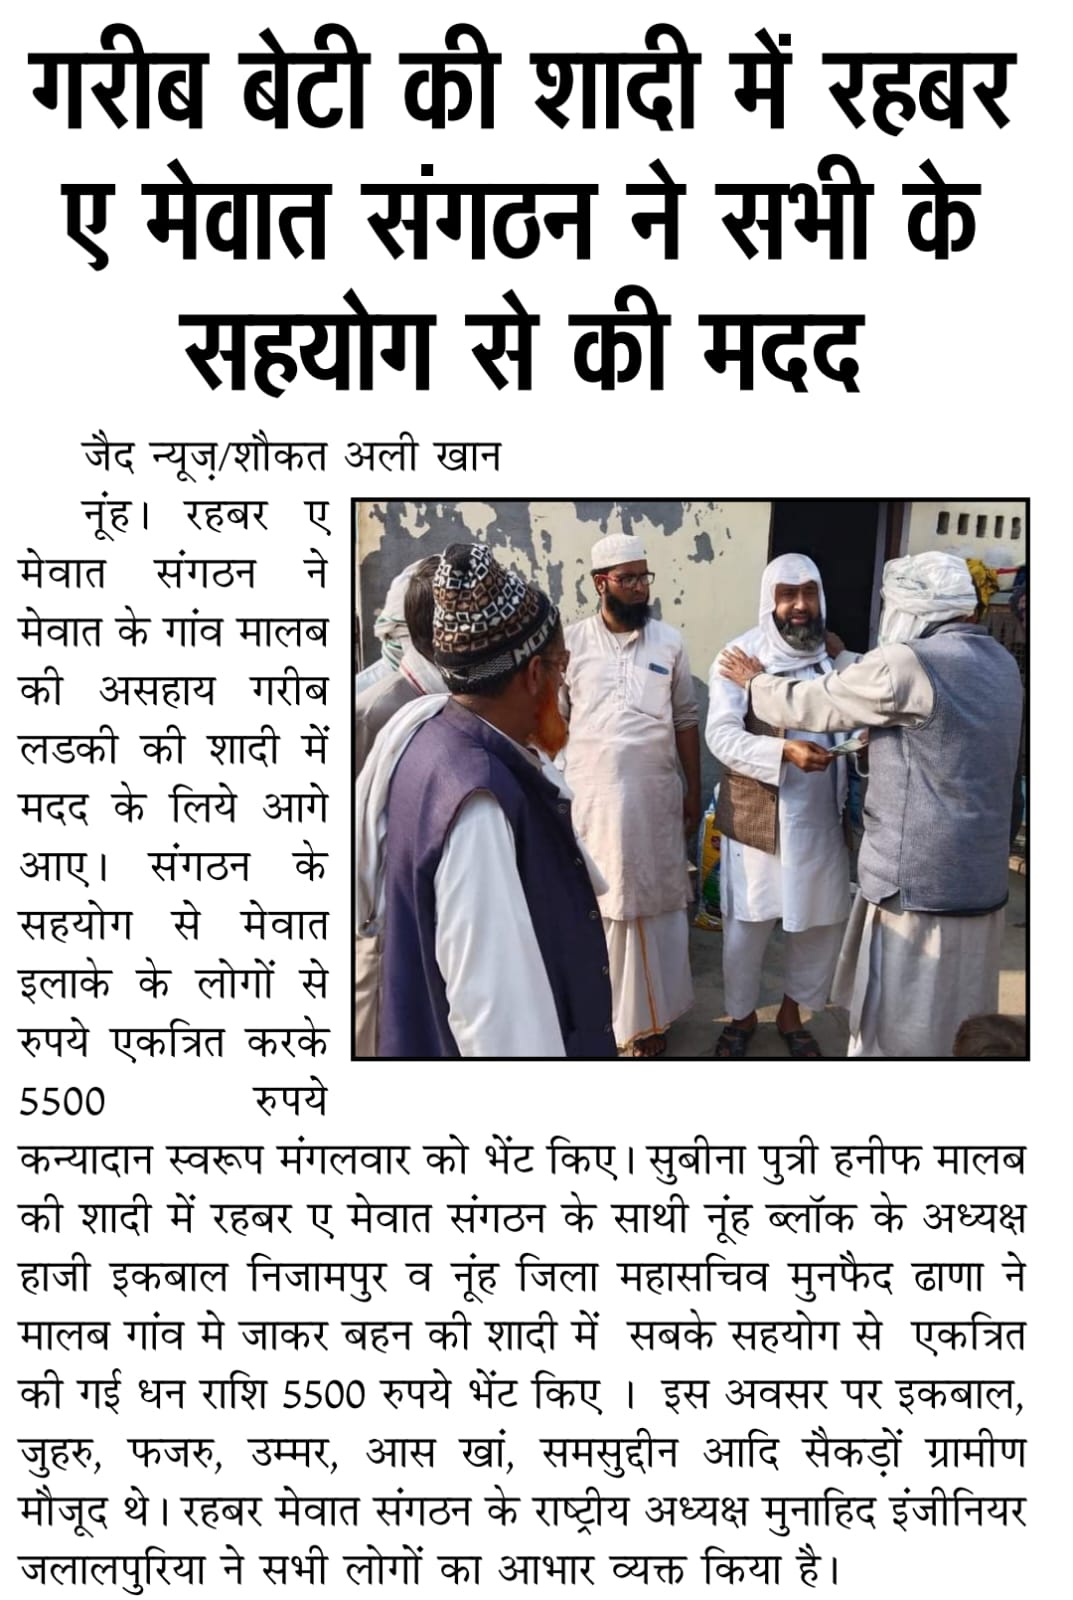 गरीब बेटी की शादी में रहबर
ए मेवात संगठन ने सभी के
सहयोग से की मदद
जैद न्यूज़/शौकत अली खान
नूंह। रहबर ए
मेवात संगठन ने
मेवात के गांव मालब
की असहाय गरीब
लडकी की शादी में
मदद के लिये आगे
आए। संगठन के
सहयोग से मेवात
इलाके के लोगों से
रुपये एकत्रित करके
5500 रुपये
कन्यादान स्वरूप मंगलवार को भेंट किए। सुबीना पुत्री हनीफ मालब
की शादी में रहबर ए मेवात संगठन के साथी नूंह ब्लॉक के अध्यक्ष
हाजी इकबाल निजामपुर व नूंह जिला महासचिव मुनफैद ढाणा ने
मालब गांव मे जाकर बहन की शादी में सबके सहयोग से एकत्रित
की गई धन राशि 5500 रुपये भेंट किए । इस अवसर पर इकबाल,
जुहरु, फजरु, उम्मर, आस खां, समसुद्दीन आदि सैकड़ों ग्रामीण
मौजूद थे। रहबर मेवात संगठन के राष्ट्रीय अध्यक्ष मुनाहिद इंजीनियर
जलालपुरिया ने सभी लोगों का आभार व्यक्त किया है।